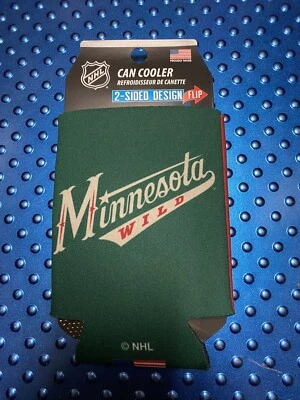 NHL
CAN COOLER
REFROIDISSEUR DE CANETTE
2-SIDED DESIGN FLIP
Minnesota
WILD
© NHL